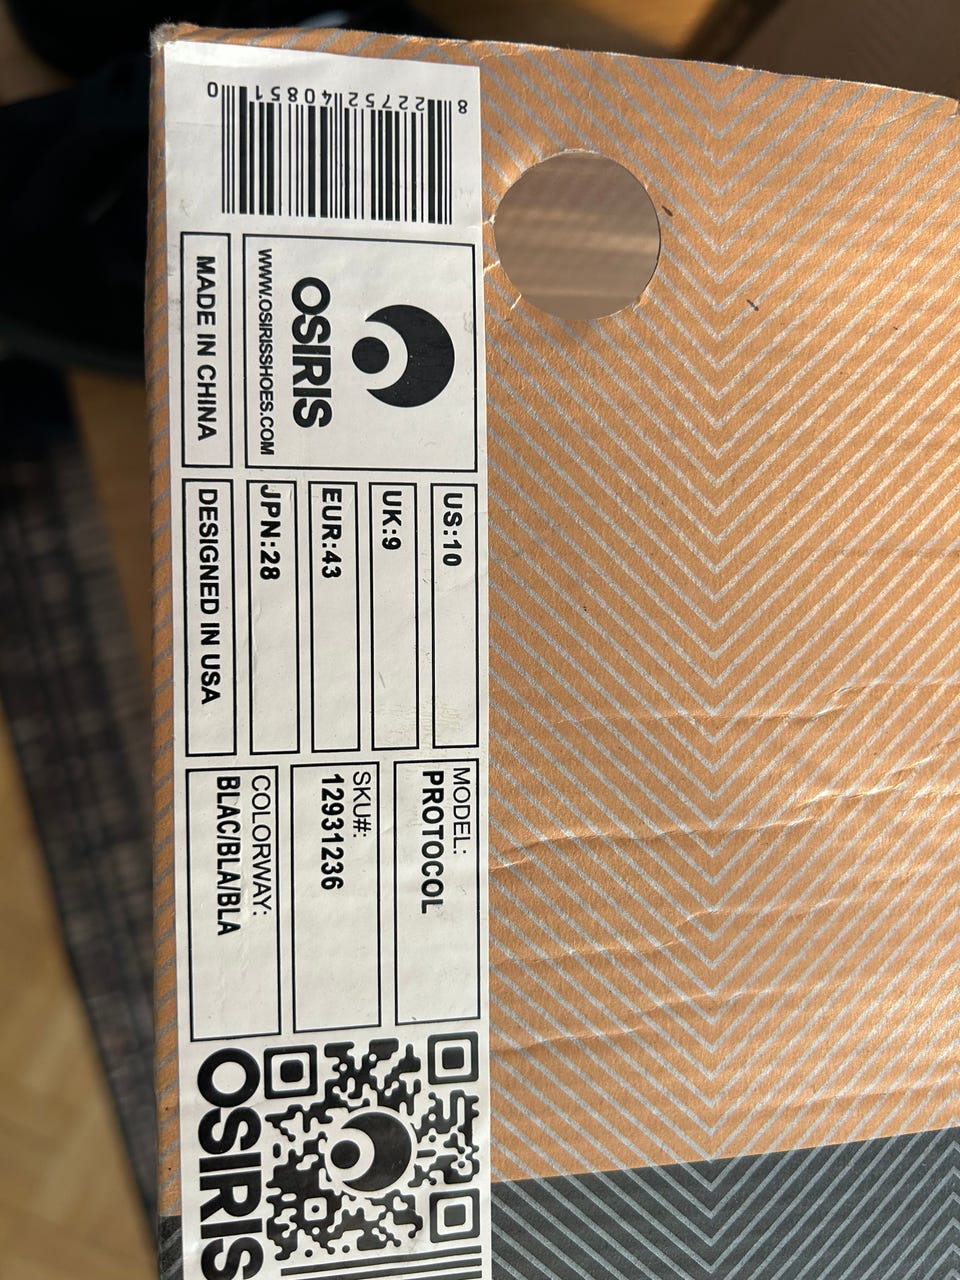 8 22752 40851 0
OSIRIS
WWW.OSIRISSHOES.COM
MADE IN CHINA
US:10
UK:9
EUR:43
JPN:28
DESIGNED IN USA
MODEL:
PROTOCOL
SKU#:
12931236
COLORWAY:
BLAC/BLA/BLA
OSIRIS